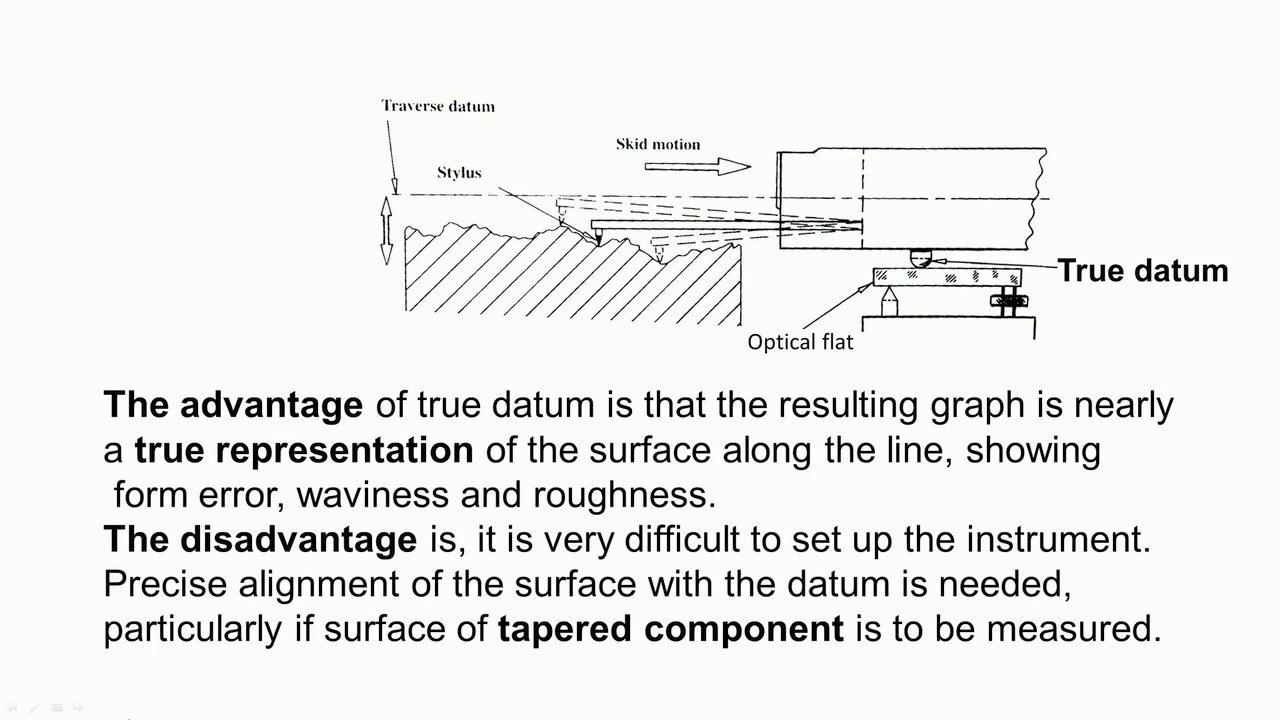 Traverse datum
Skid motion
Stylus
True datum
Optical flat
The advantage of true datum is that the resulting graph is nearly
a true representation of the surface along the line, showing
form error, waviness and roughness.
The disadvantage is, it is very difficult to set up the instrument.
Precise alignment of the surface with the datum is needed,
particularly if surface of tapered component is to be measured.